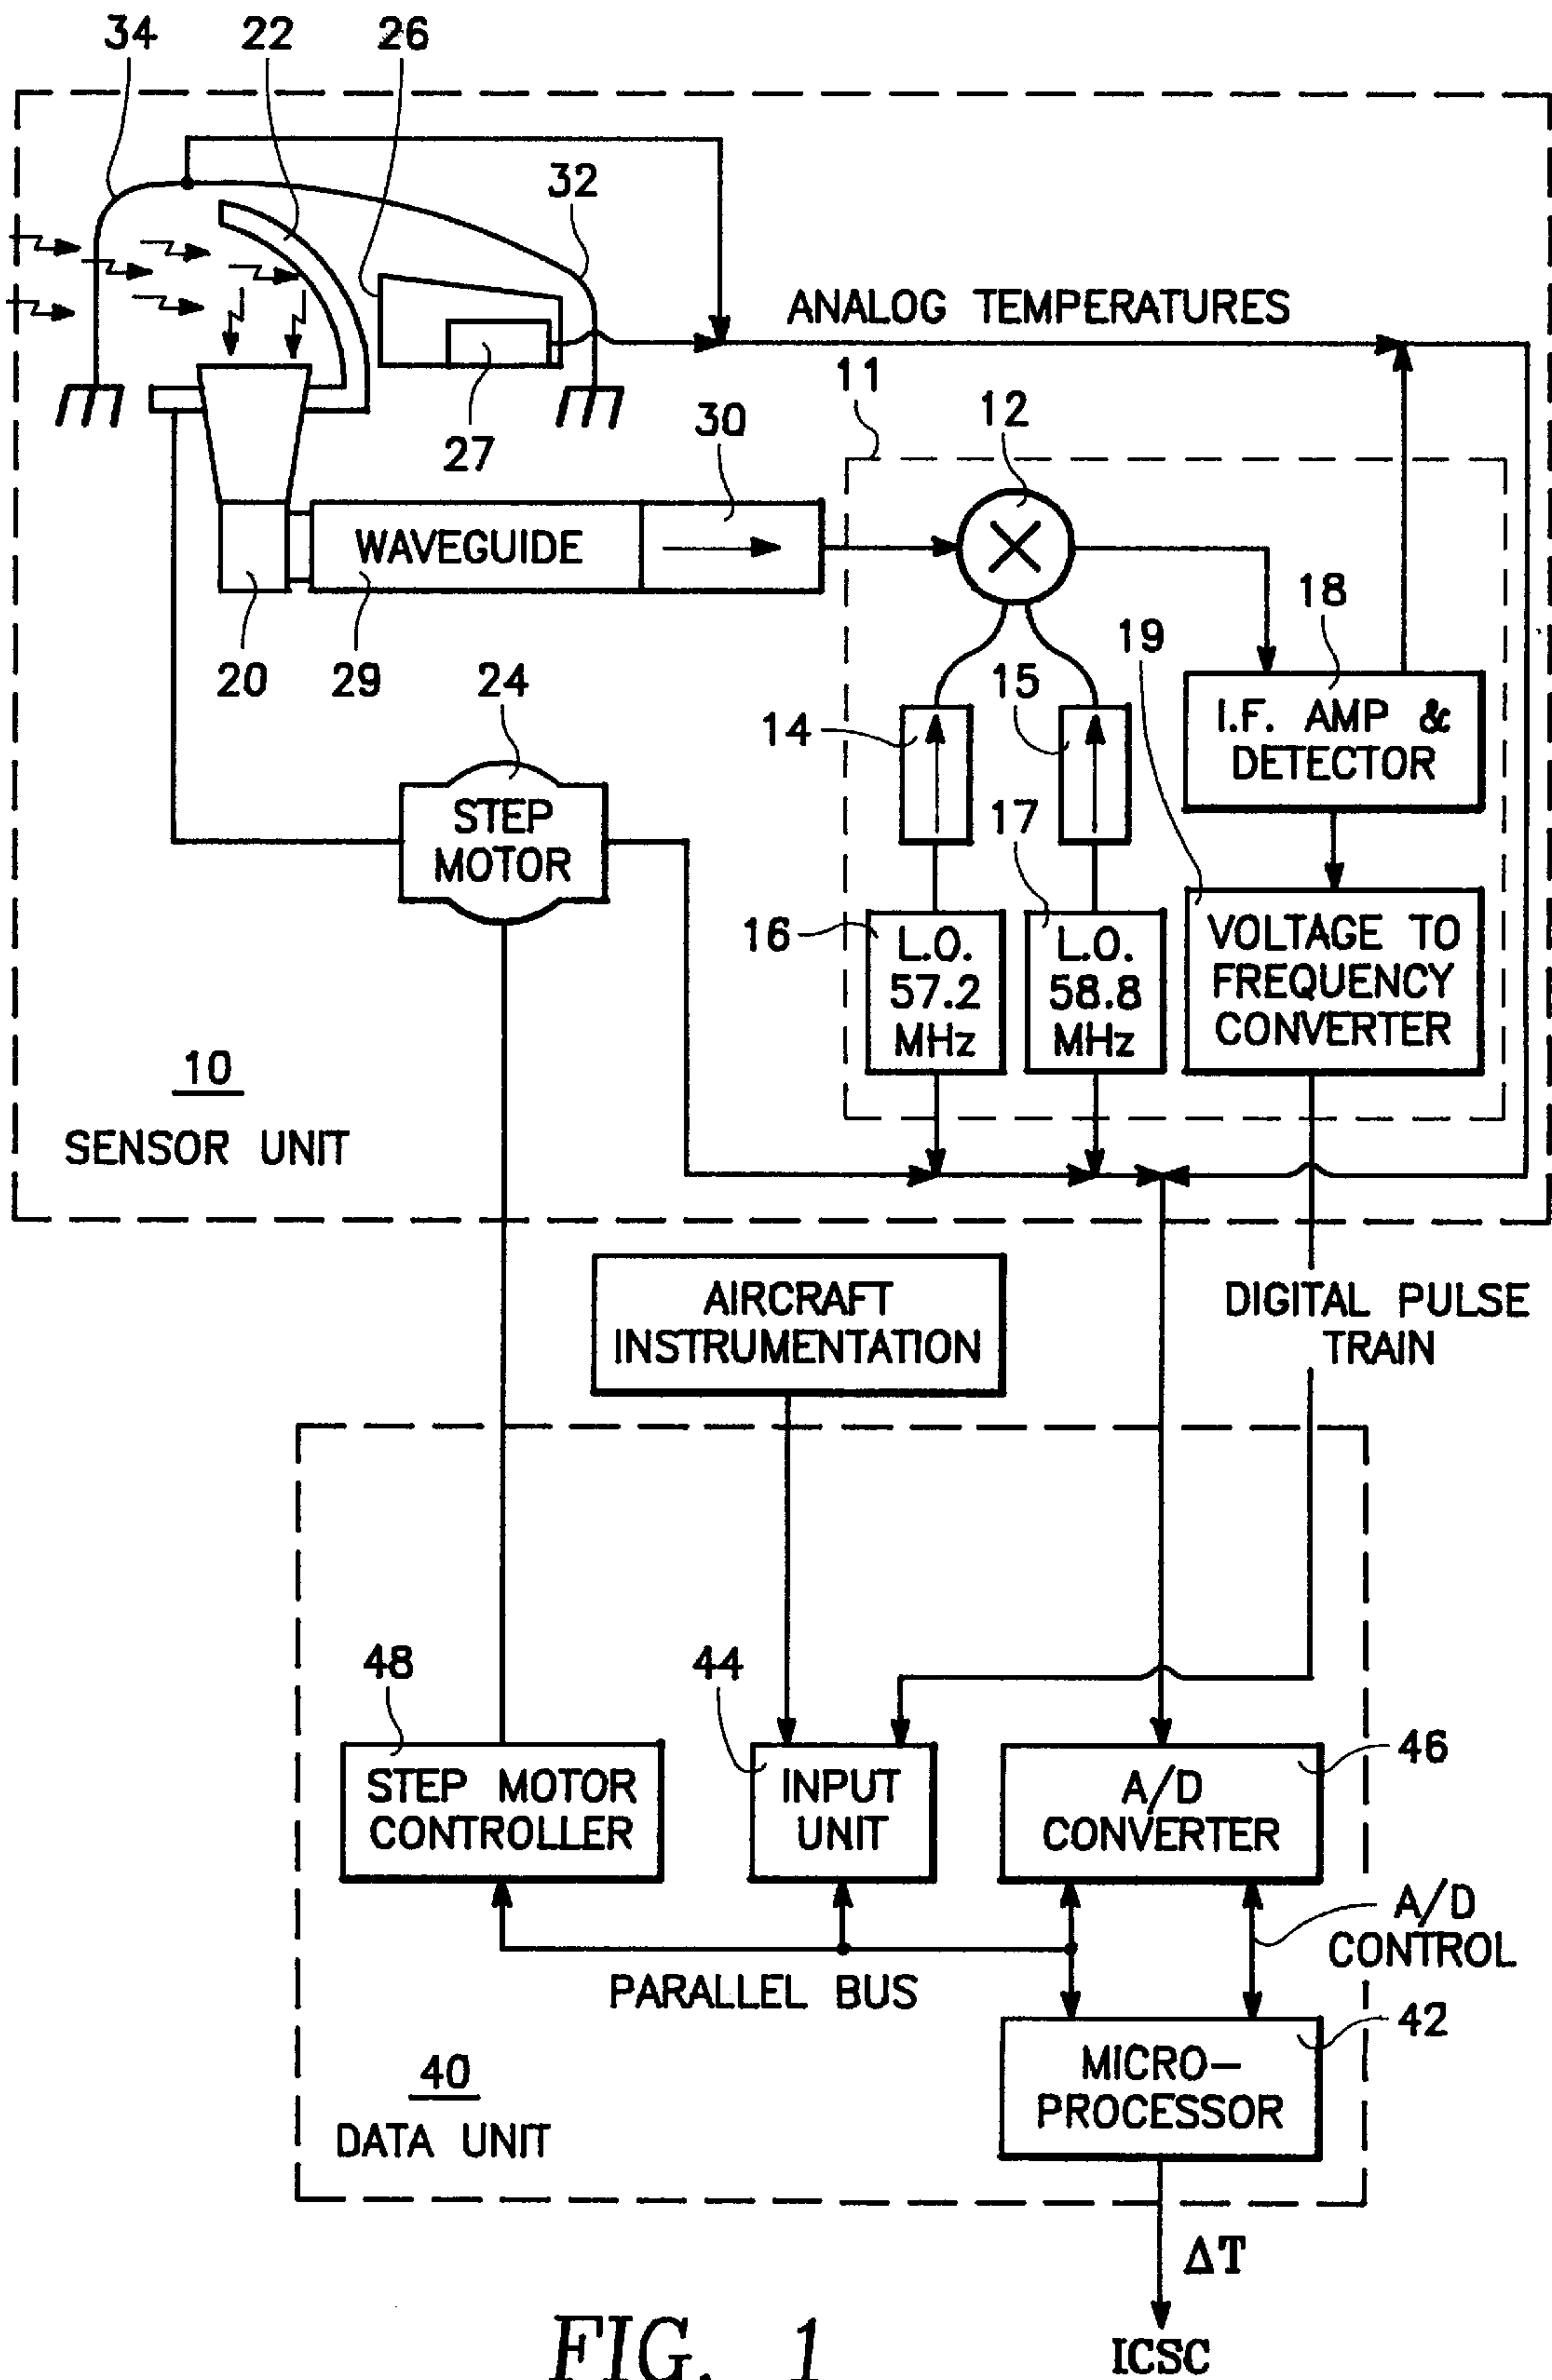 34
22
26
32
ANALOG TEMPERATURES
11
12
30
27
WAVEGUIDE
18
19
20
29
24
15
14
I.F. AMP &
DETECTOR
STEP
MOTOR
17
16
L.O.
57.2
MHz
L.O.
58.8
MHz
VOLTAGE TO
FREQUENCY
CONVERTER
10
SENSOR UNIT
AIRCRAFT
INSTRUMENTATION
DIGITAL PULSE
TRAIN
48
44
46
STEP MOTOR
CONTROLLER
INPUT
UNIT
A/D
CONVERTER
A/D
CONTROL
PARALLEL BUS
42
MICRO-
PROCESSOR
40
DATA UNIT
ΔT
ICSC
FIG. 1